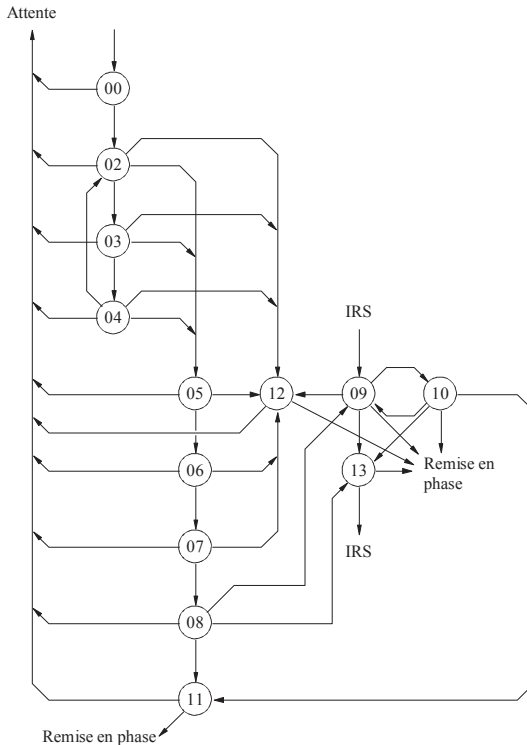 Attente
00
02
03
04
IRS
05
12
09
10
06
13
Remise en
phase
07
IRS
08
11
Remise en phase